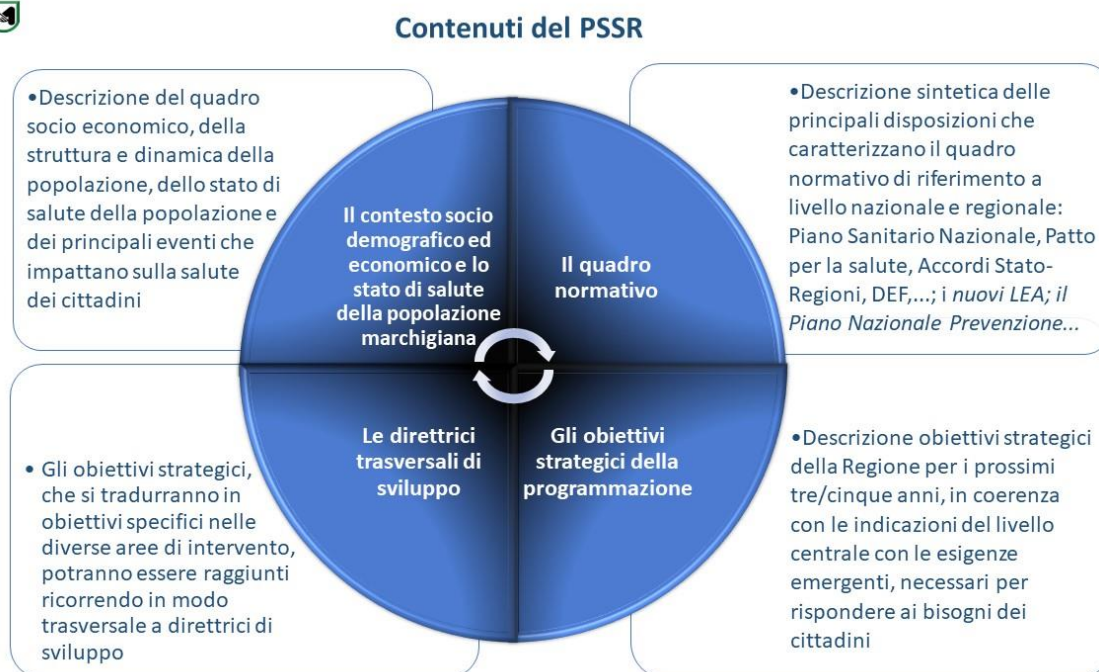 Contenuti del PSSR
•Descrizione del quadro
socio economico, della
struttura e dinamica della
popolazione, dello stato di
salute della popolazione e
dei principali eventi che
impattano sulla salute
dei cittadini
Il contesto socio
demografico ed
economico e lo
stato di salute
della popolazione
marchigiana
Il quadro
normativo
•Descrizione sintetica delle
principali disposizioni che
caratterizzano il quadro
normativo di riferimento a
livello nazionale e regionale:
Piano Sanitario Nazionale, Patto
per la salute, Accordi Stato-
Regioni, DEF,...; i nuovi LEA; il
Piano Nazionale Prevenzione...
• Gli obiettivi strategici,
che si tradurranno in
obiettivi specifici nelle
diverse aree di intervento,
potranno essere raggiunti
ricorrendo in modo
trasversale a direttrici di
sviluppo
Le direttrici
trasversali di
sviluppo
Gli obiettivi
strategici della
programmazione
•Descrizione obiettivi strategici
della Regione per i prossimi
tre/cinque anni, in coerenza
con le indicazioni del livello
centrale con le esigenze
emergenti, necessari per
rispondere ai bisogni dei
cittadini